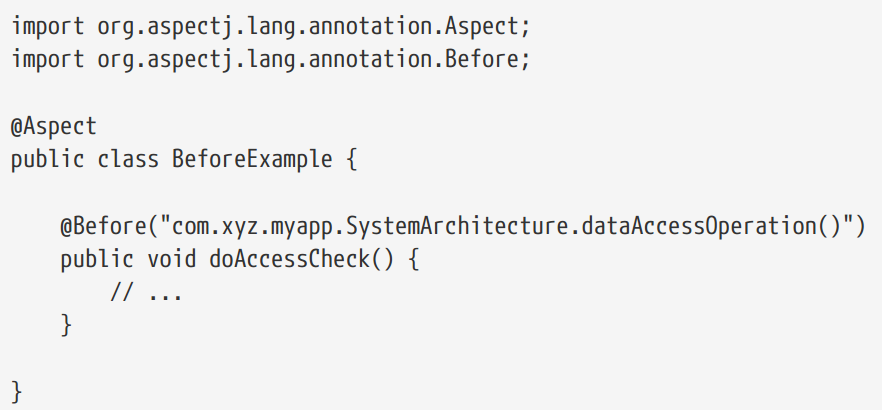 import org.aspectj.lang.annotation.Aspect;
import org.aspectj.lang.annotation.Before;
@Aspect
public class BeforeExample {
@Before("com.xyz.myapp.SystemArchitecture.dataAccessOperation()")
public void doAccessCheck() {
// ...
}
}